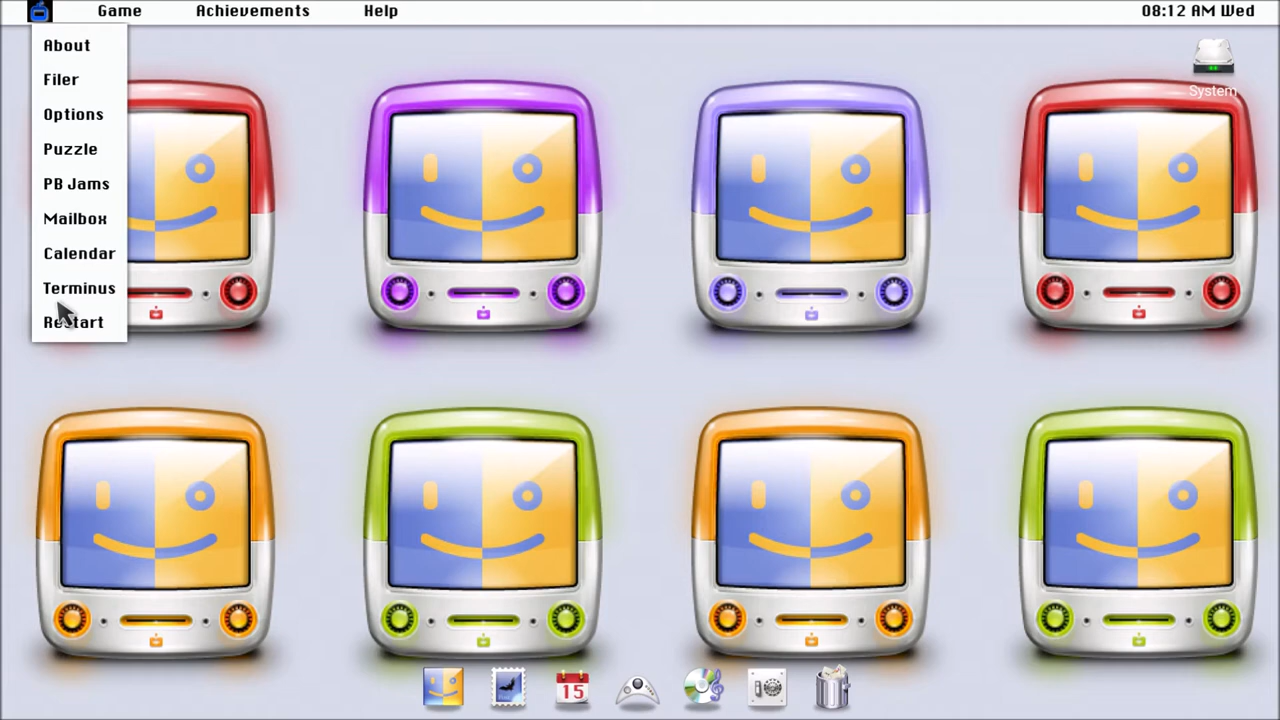 Game Achievements Help 08:12 AM Wed
About
Filer
Options
Puzzle
PB Jams
Mailbox
Calendar
Terminus
Restart
System
15